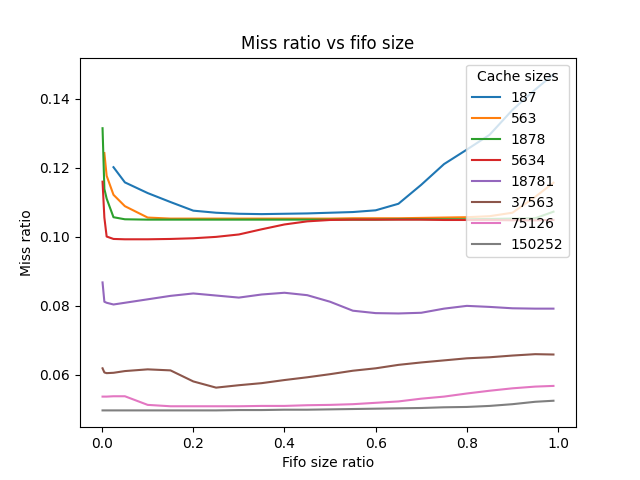 Miss ratio vs fifo size
Cache sizes
187
563
1878
5634
18781
37563
75126
150252
0.14
0.12
0.10
0.08
0.06
Miss ratio
0.0 0.2 0.4 0.6 0.8 1.0
Fifo size ratio